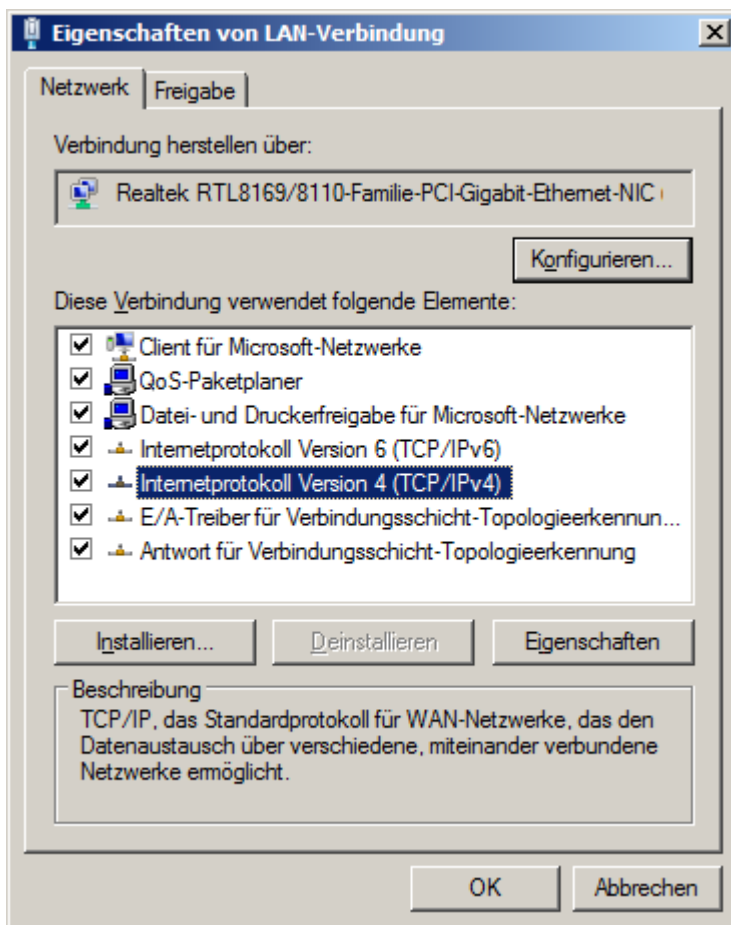 Eigenschaften von LAN-Verbindung
Netzwerk
Freigabe
Verbindung herstellen über:
Realtek RTL8169/8110-Familie-PCI-Gigabit-Ethernet-NIC (
Konfigurieren...
Diese Verbindung verwendet folgende Elemente:
Client für Microsoft-Netzwerke
QoS-Paketplaner
Datei- und Druckerfreigabe für Microsoft-Netzwerke
Internetprotokoll Version 6 (TCP/IPv6)
Internetprotokoll Version 4 (TCP/IPv4)
E/A-Treiber für Verbindungsschicht-Topologieerkennun...
Antwort für Verbindungsschicht-Topologieerkennung
Installieren...
Deinstallieren
Eigenschaften
Beschreibung
TCP/IP, das Standardprotokoll für WAN-Netzwerke, das den
Datenaustausch über verschiedene, miteinander verbundene
Netzwerke ermöglicht.
OK
Abbrechen